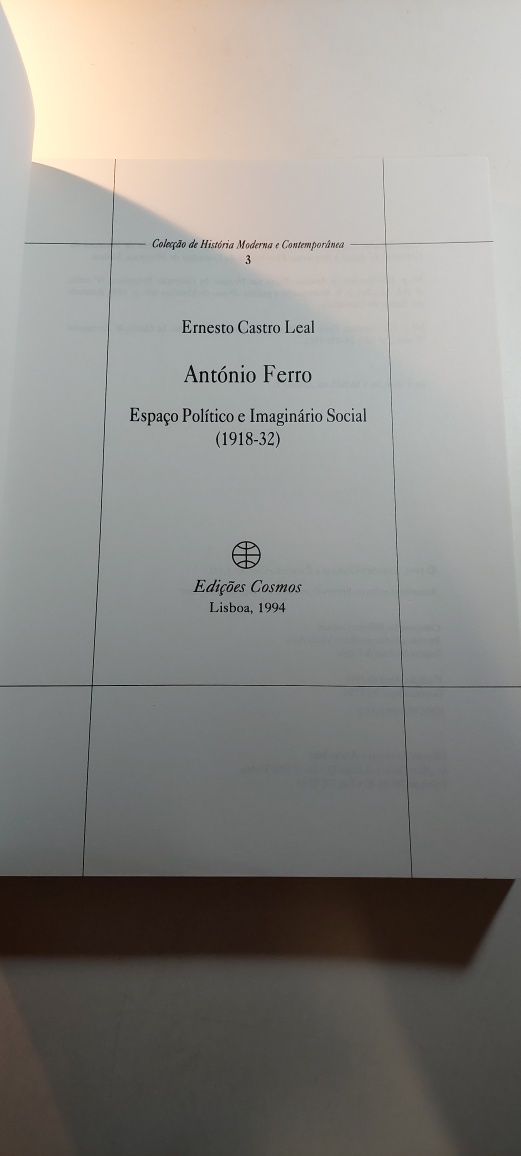 Colecção de História Moderna e Contemporânea
3
Ernesto Castro Leal
António Ferro
Espaço Político e Imaginário Social
(1918-32)
Edições Cosmos
Lisboa, 1994